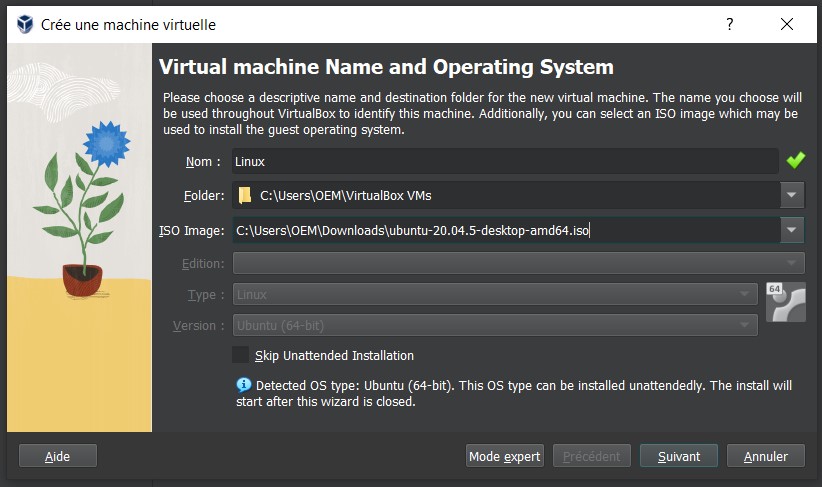 Crée une machine virtuelle
?
Virtual machine Name and Operating System
Please choose a descriptive name and destination folder for the new virtual machine. The name you choose will
be used throughout VirtualBox to identify this machine. Additionally, you can select an ISO image which may be
used to install the guest operating system.
Nom : Linux
Folder: C:\Users\OEM\VirtualBox VMs
ISO Image: C:\Users\OEM\Downloads\ubuntu-20.04.5-desktop-amd64.iso
Edition:
Type : Linux
64
Version : Ubuntu (64-bit)
Skip Unattended Installation
Detected OS type: Ubuntu (64-bit). This OS type can be installed unattendedly. The install will
start after this wizard is closed.
Aide Mode expert Précédent Suivant Annuler